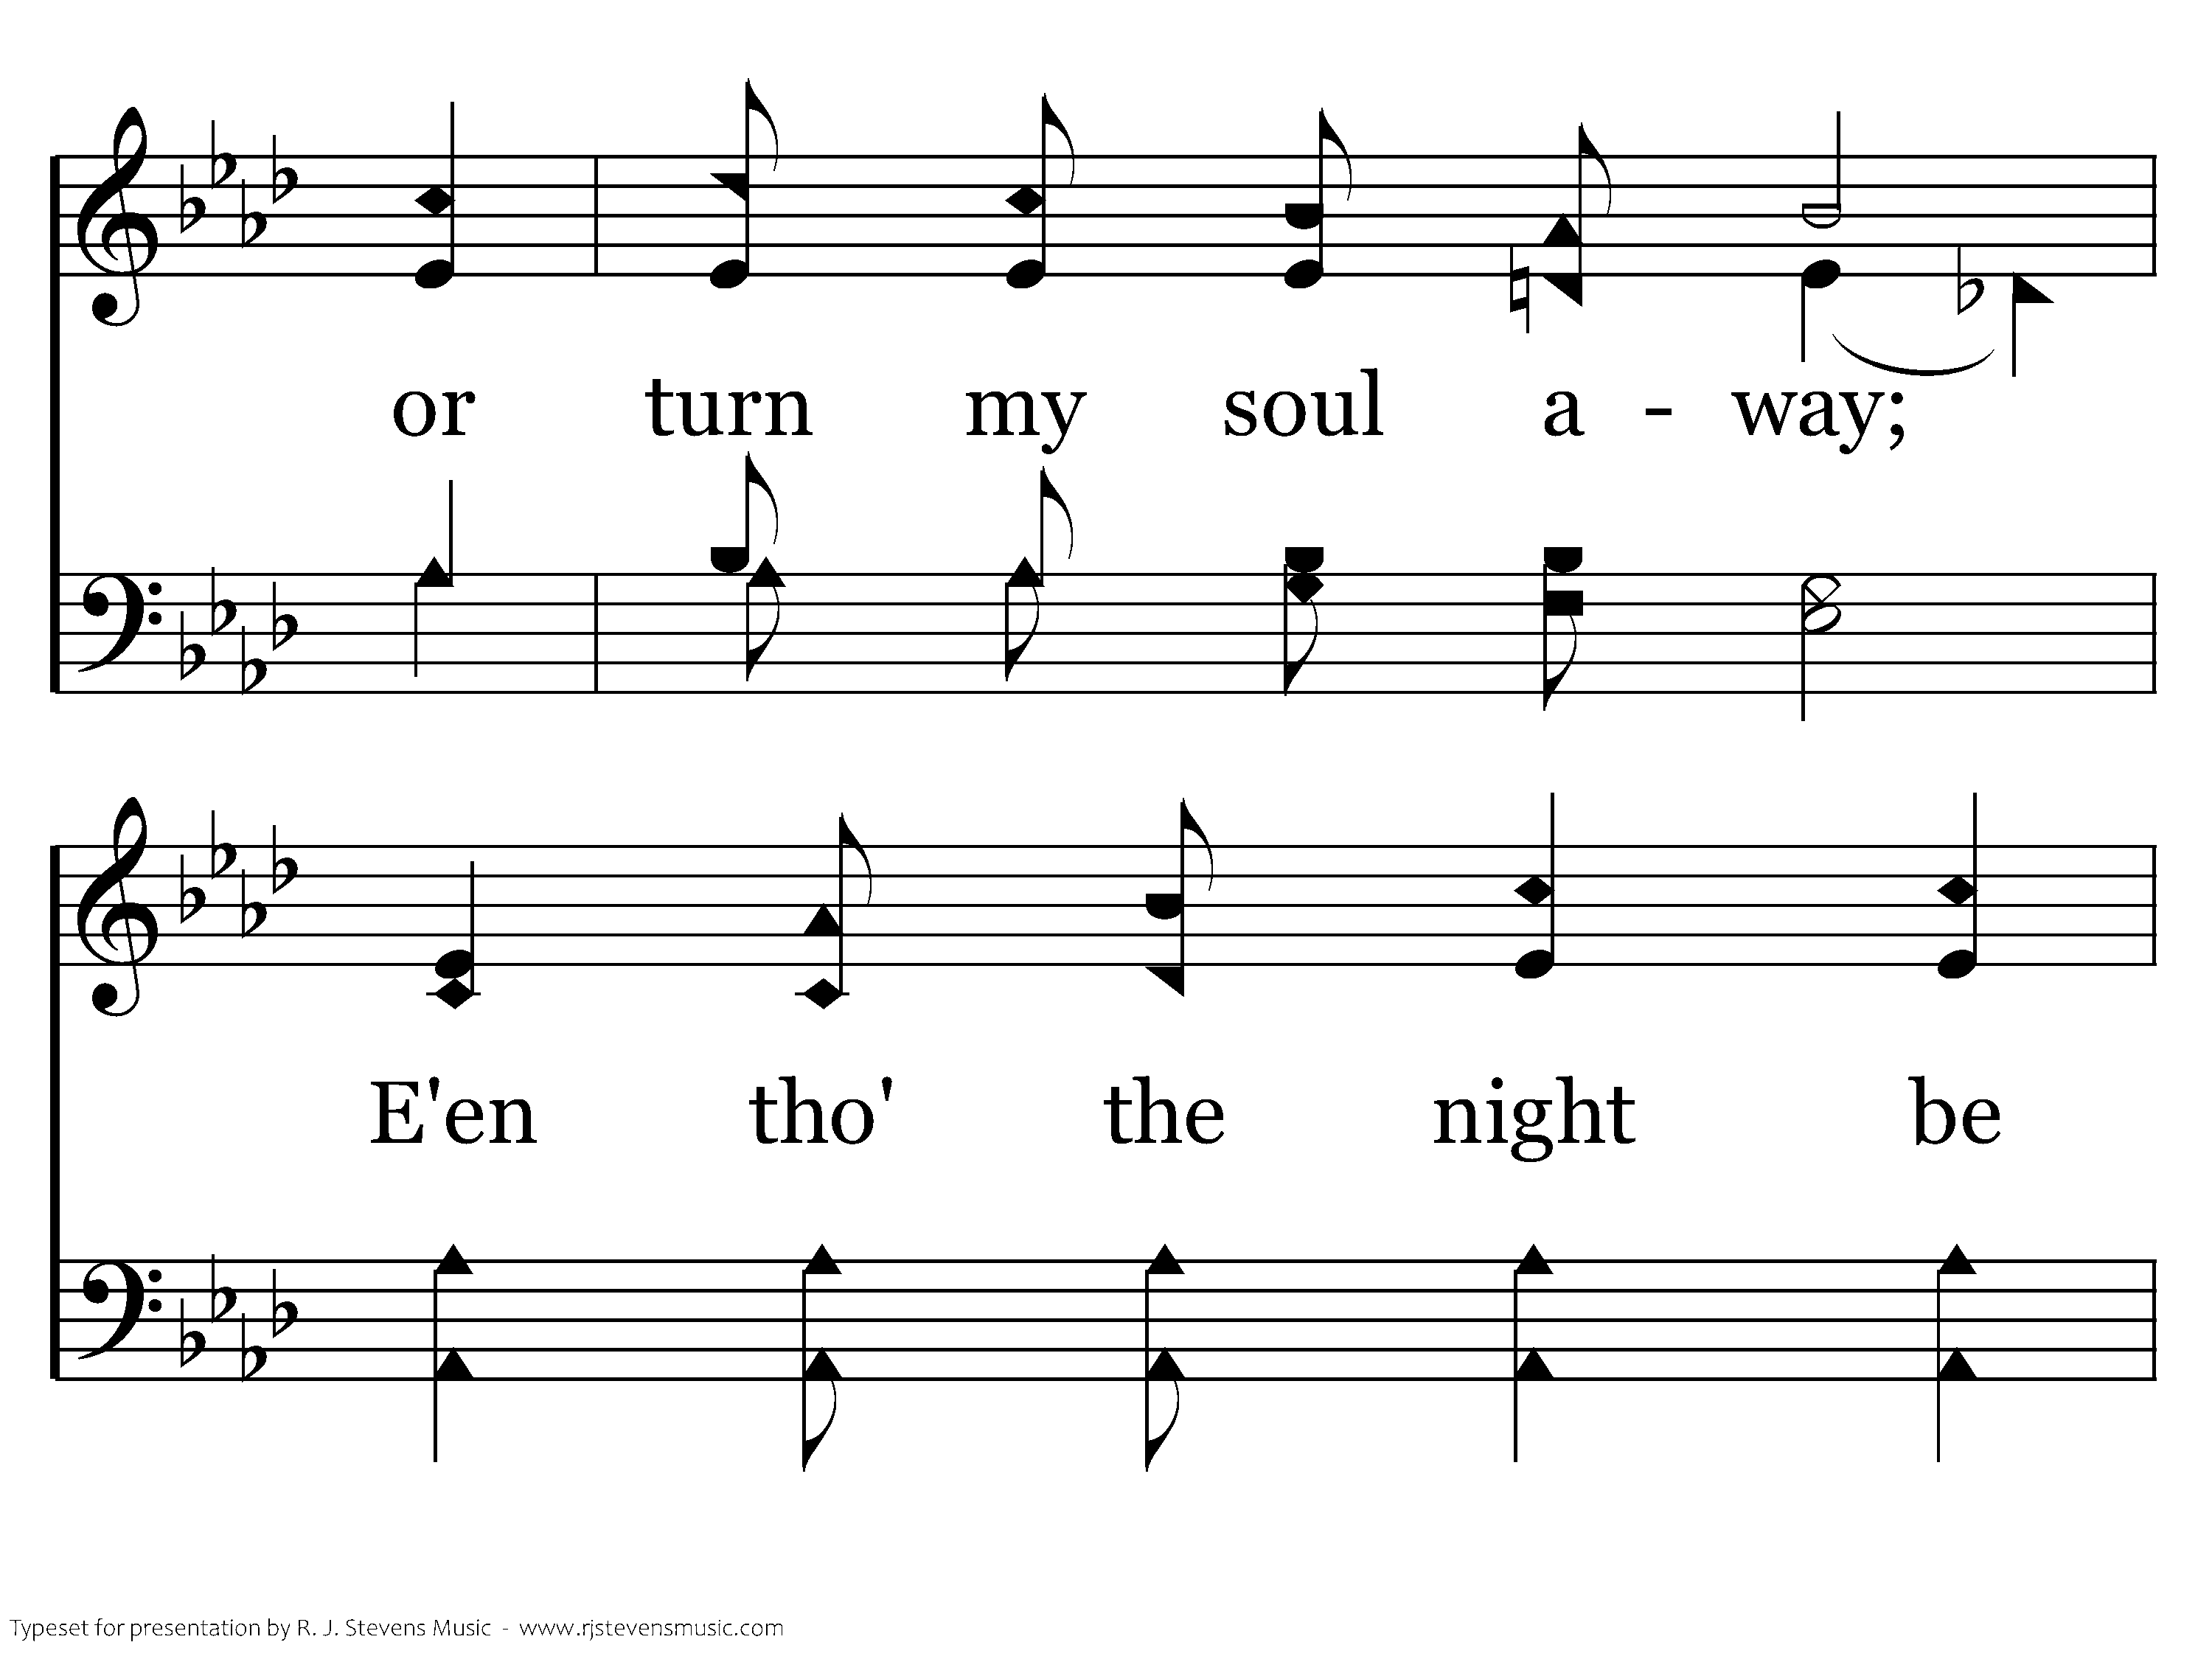 or turn my soul a - way;
E'en tho' the night be
Typeset for presentation by R. J. Stevens Music - www.rjstevensmusic.com